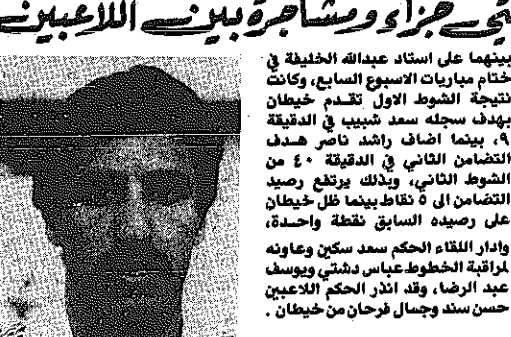 جزاء ومشاجرة بين اللاعبين
بينهما على استاد عبدالله الخليفة في
ختام مباريات الاسبوع السابع، وكانت
نتيجة الشوط الاول تقدم خيطان
بهدف سجله سعد شبيب في الدقيقة
٩، بينما اضاف راشد ناصر هدف
التضامن الثاني في الدقيقة ٤٠ من
الشوط الثاني، وبذلك يرتفع رصيد
التضامن الى ٥ نقاط بينما ظل خيطان
على رصيده السابق نقطة واحدة،
وادار اللقاء الحكم سعد سكين وعاونه
لمراقبة الخطوط عباس دشتي ويوسف
عبد الرضا، وقد انذر الحكم اللاعبين
حسن سند وجمال فرحان من خيطان .